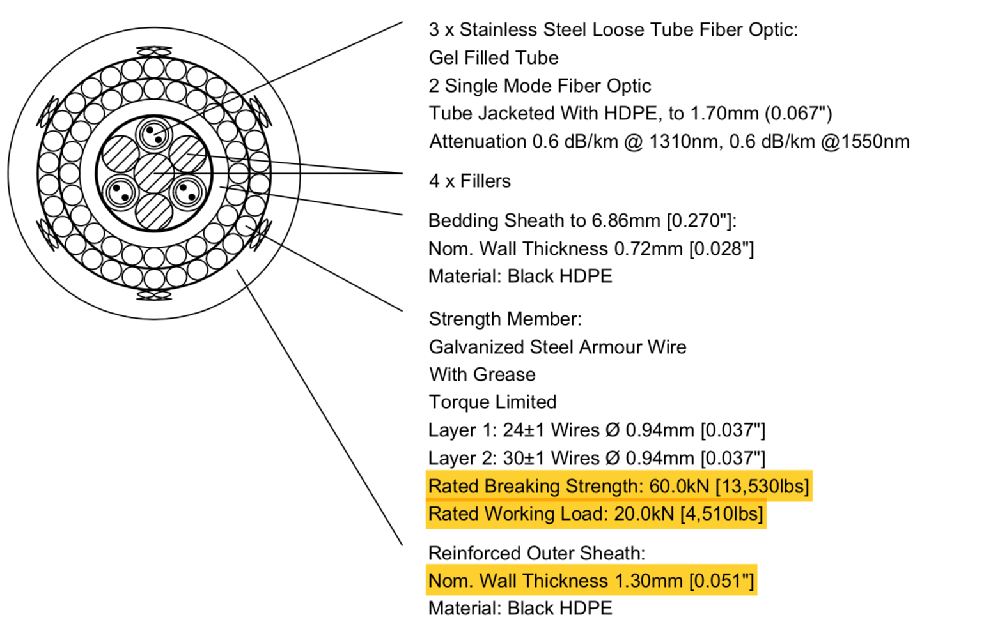 3 x Stainless Steel Loose Tube Fiber Optic:
Gel Filled Tube
2 Single Mode Fiber Optic
Tube Jacketed With HDPE, to 1.70mm (0.067")
Attenuation 0.6 dB/km @ 1310nm, 0.6 dB/km @1550nm
4 x Fillers
Bedding Sheath to 6.86mm [0.270"]:
Nom. Wall Thickness 0.72mm [0.028"]
Material: Black HDPE
Strength Member:
Galvanized Steel Armour Wire
With Grease
Torque Limited
Layer 1: 24±1 Wires Ø 0.94mm [0.037"]
Layer 2: 30±1 Wires Ø 0.94mm [0.037"]
Rated Breaking Strength: 60.0kN [13,530lbs]
Rated Working Load: 20.0kN [4,510lbs]
Reinforced Outer Sheath:
Nom. Wall Thickness 1.30mm [0.051"]
Material: Black HDPE